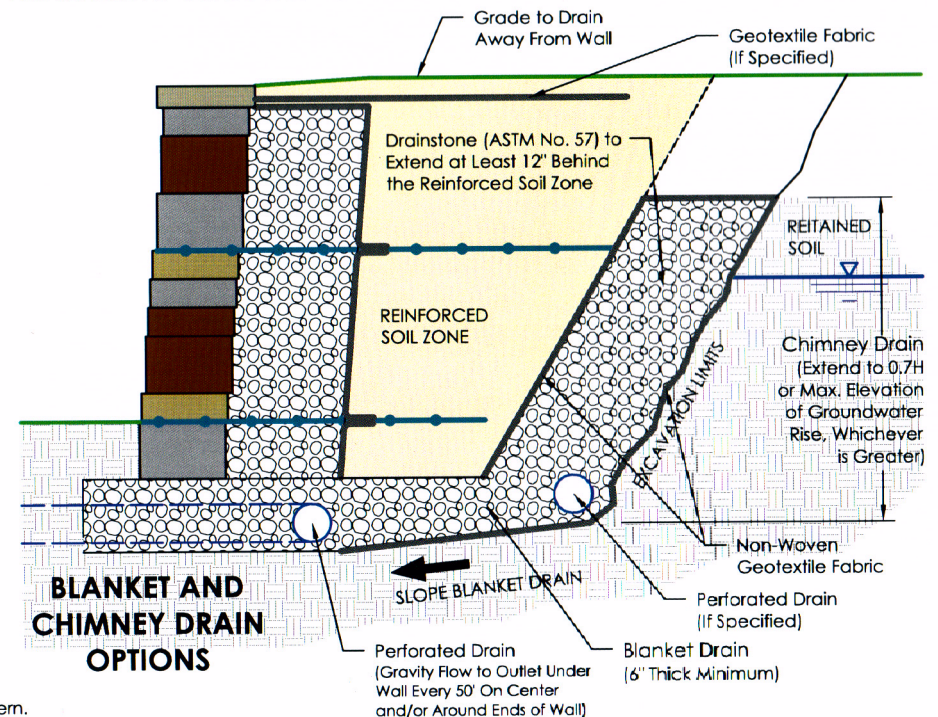 Grade to Drain
Away From Wall
Geotextile Fabric
(If Specified)
Drainstone (ASTM No. 57) to
Extend at Least 12" Behind
the Reinforced Soil Zone
REITAINED
SOIL
REINFORCED
SOIL ZONE
Chimney Drain
(Extend to 0.7H
or Max. Elevation
of Groundwater
Rise, Whichever
is Greater)
EXCAVATION LIMITS
Non-Woven
Geotextile Fabric
SLOPE BLANKET DRAIN
BLANKET AND
CHIMNEY DRAIN
OPTIONS
Perforated Drain
(If Specified)
Perforated Drain
(Gravity Flow to Outlet Under
Wall Every 50' On Center
and/or Around Ends of Wall)
Blanket Drain
(6" Thick Minimum)
ern.